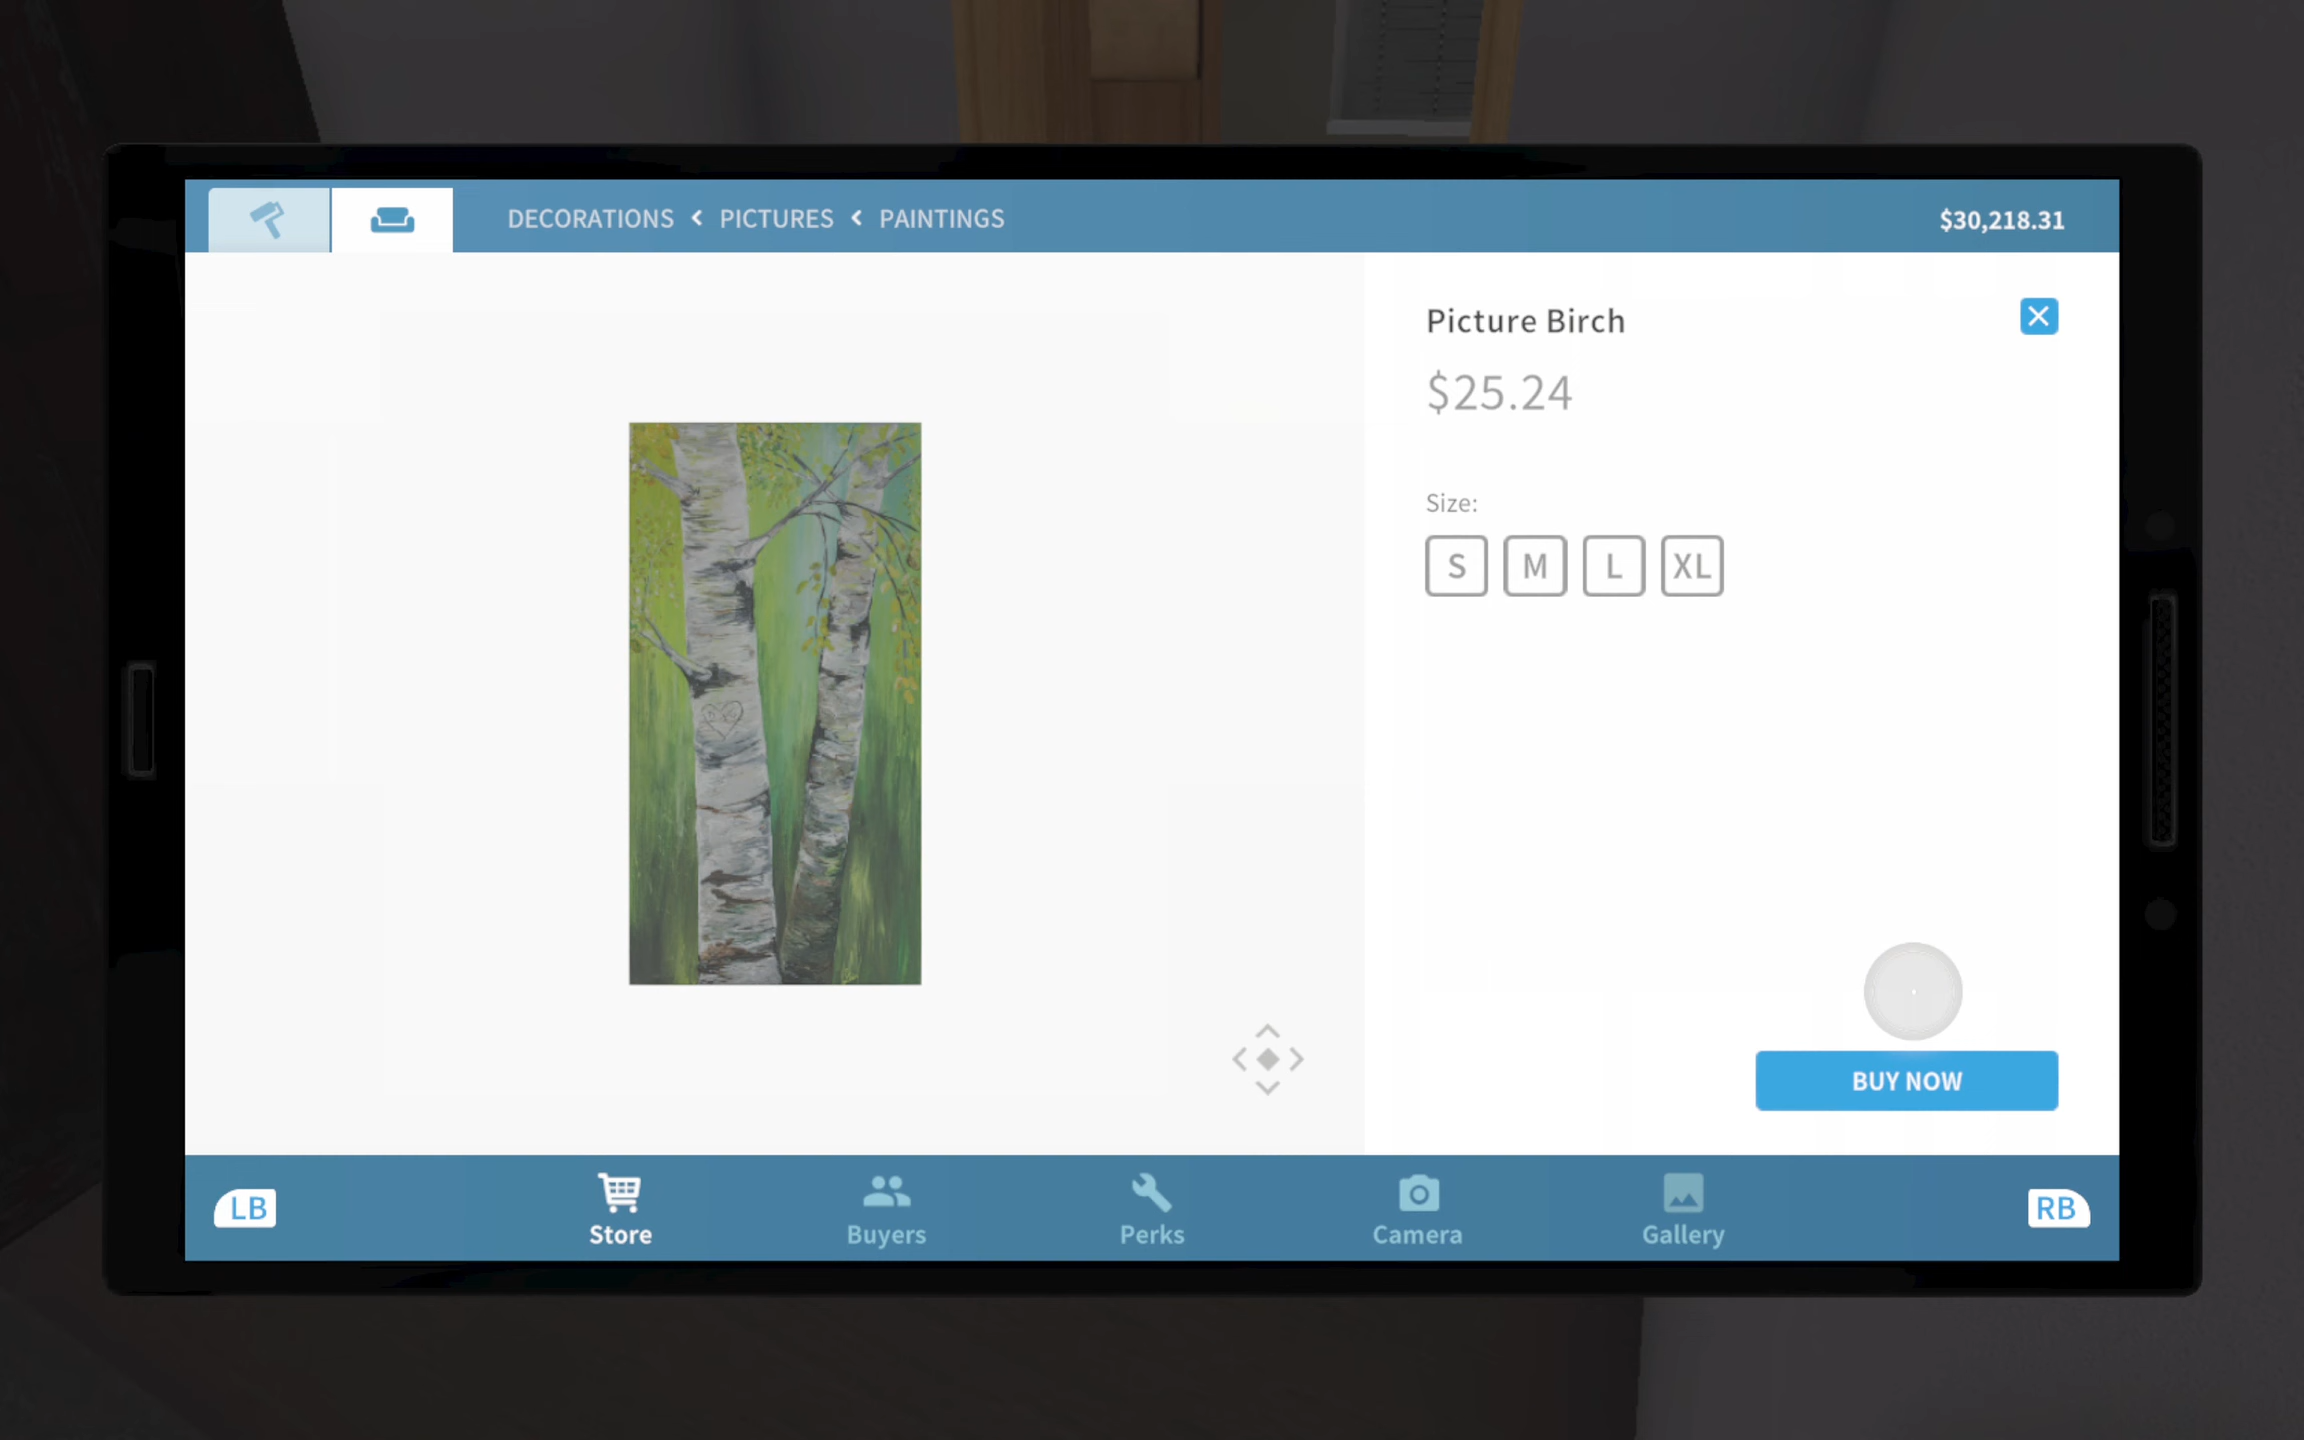 DECORATIONS < PICTURES < PAINTINGS
$30,218.31
Picture Birch
$25.24
Size:
S M L XL
BUY NOW
LB
Store
Buyers
Perks
Camera
Gallery
RB